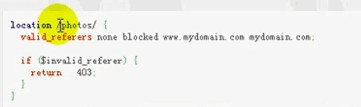 location /photos/ {
valid_referers none blocked www.mydomain.com mydomain.com;
if ($invalid_referer) {
return 403;
}
}